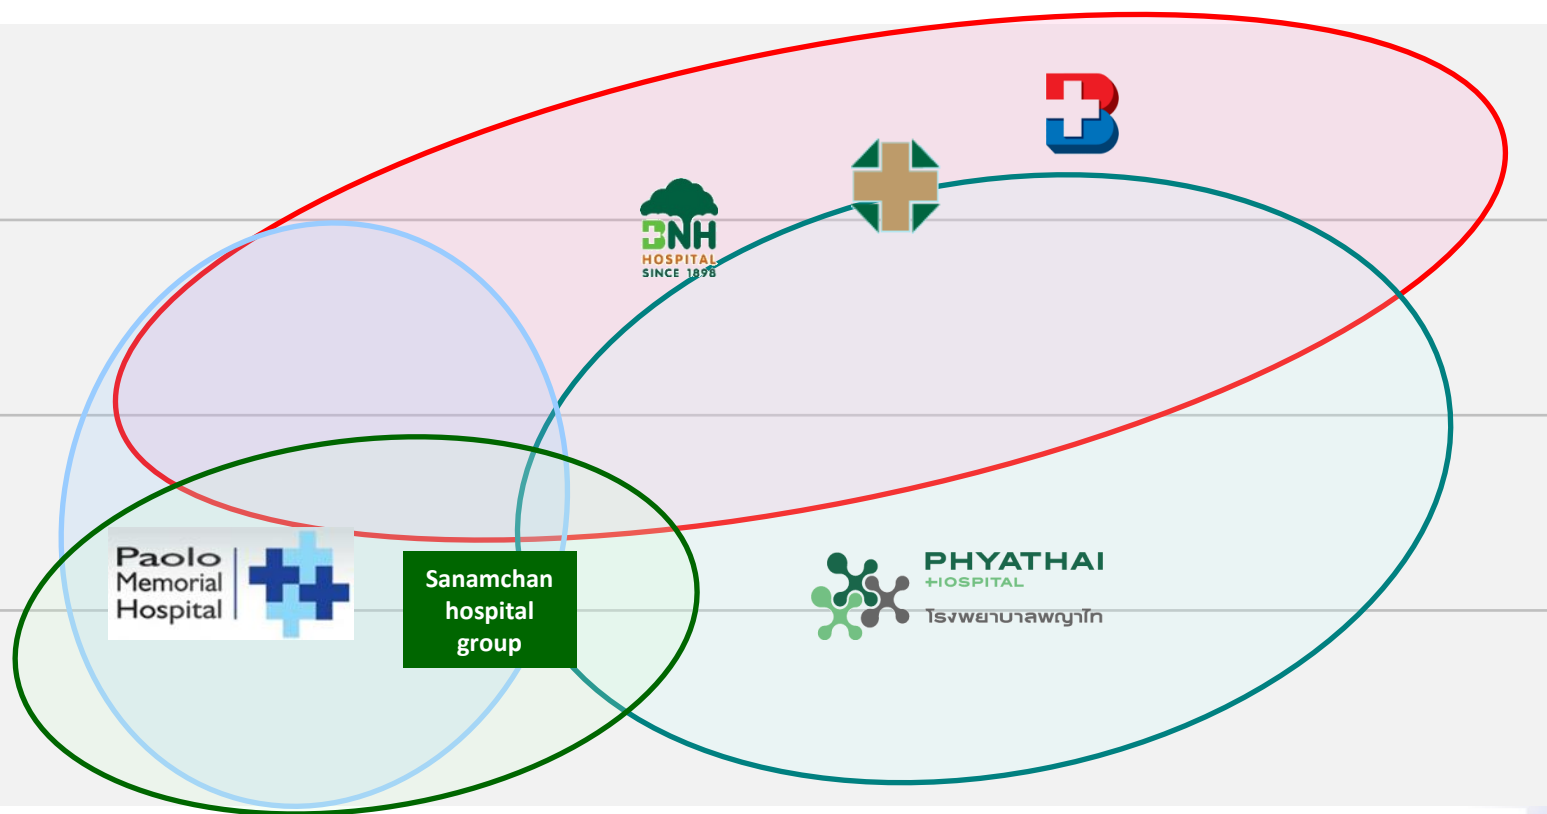 BNH
HOSPITAL
SINCE 1898
Paolo
Memorial
Hospital
Sanamchan
hospital
group
PHYATHAI
HOSPITAL
โรงพยาบาลพญาไท